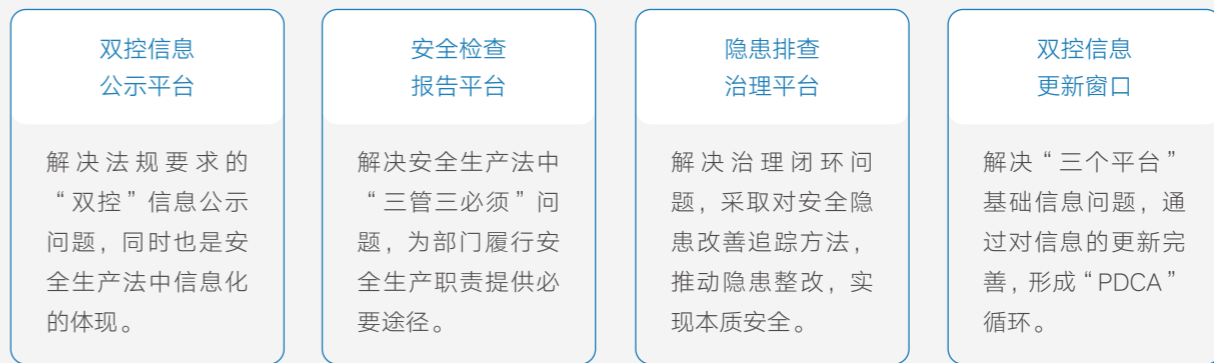 双控信息
公示平台
解决法规要求的
“双控”信息公示
问题，同时也是安
全生产法中信息化
的体现。
安全检查
报告平台
解决安全生产法中
“三管三必须”问
题，为部门履行安
全生产职责提供必
要途径。
隐患排查
治理平台
解决治理闭环问
题，采取对安全隐
患改善追踪方法，
推动隐患整改，实
现本质安全。
双控信息
更新窗口
解决“三个平台”
基础信息问题，通
过对信息的更新完
善，形成“PDCA”
循环。